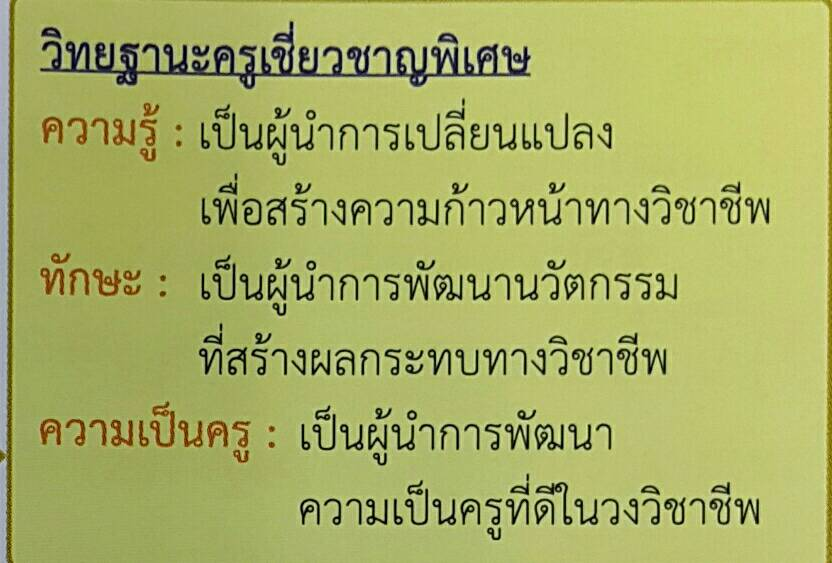 วิทยฐานะครูเชี่ยวชาญพิเศษ
ความรู้ : เป็นผู้นำการเปลี่ยนแปลง
เพื่อสร้างความก้าวหน้าทางวิชาชีพ
ทักษะ : เป็นผู้นำการพัฒนานวัตกรรม
ที่สร้างผลกระทบทางวิชาชีพ
ความเป็นครู : เป็นผู้นำการพัฒนา
ความเป็นครูที่ดีในวงวิชาชีพ